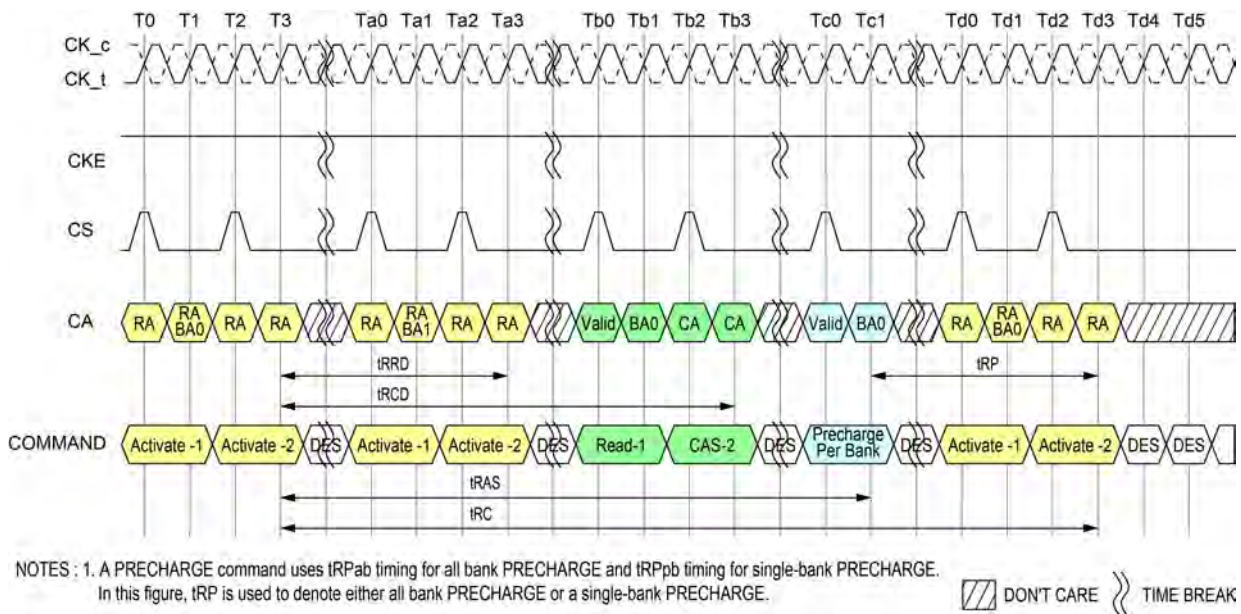 T0 T1 T2 T3 Ta0 Ta1 Ta2 Ta3 Tb0 Tb1 Tb2 Tb3 Tc0 Tc1 Td0 Td1 Td2 Td3 Td4 Td5
CK_c
CK_t
CKE
CS
CA RA RA BA0 RA RA RA RA BA1 RA RA Valid BA0 CA CA Valid BA0 RA RA BA0 RA RA
tRRD tRP
tRCD
COMMAND Activate -1 Activate -2 DES Activate -1 Activate -2 DES Read-1 CAS-2 DES Precharge Per Bank DES Activate -1 Activate -2 DES DES
tRAS
tRC
NOTES : 1. A PRECHARGE command uses tRPab timing for all bank PRECHARGE and tRPpb timing for single-bank PRECHARGE.
In this figure, tRP is used to denote either all bank PRECHARGE or a single-bank PRECHARGE.
DON'T CARE TIME BREAK